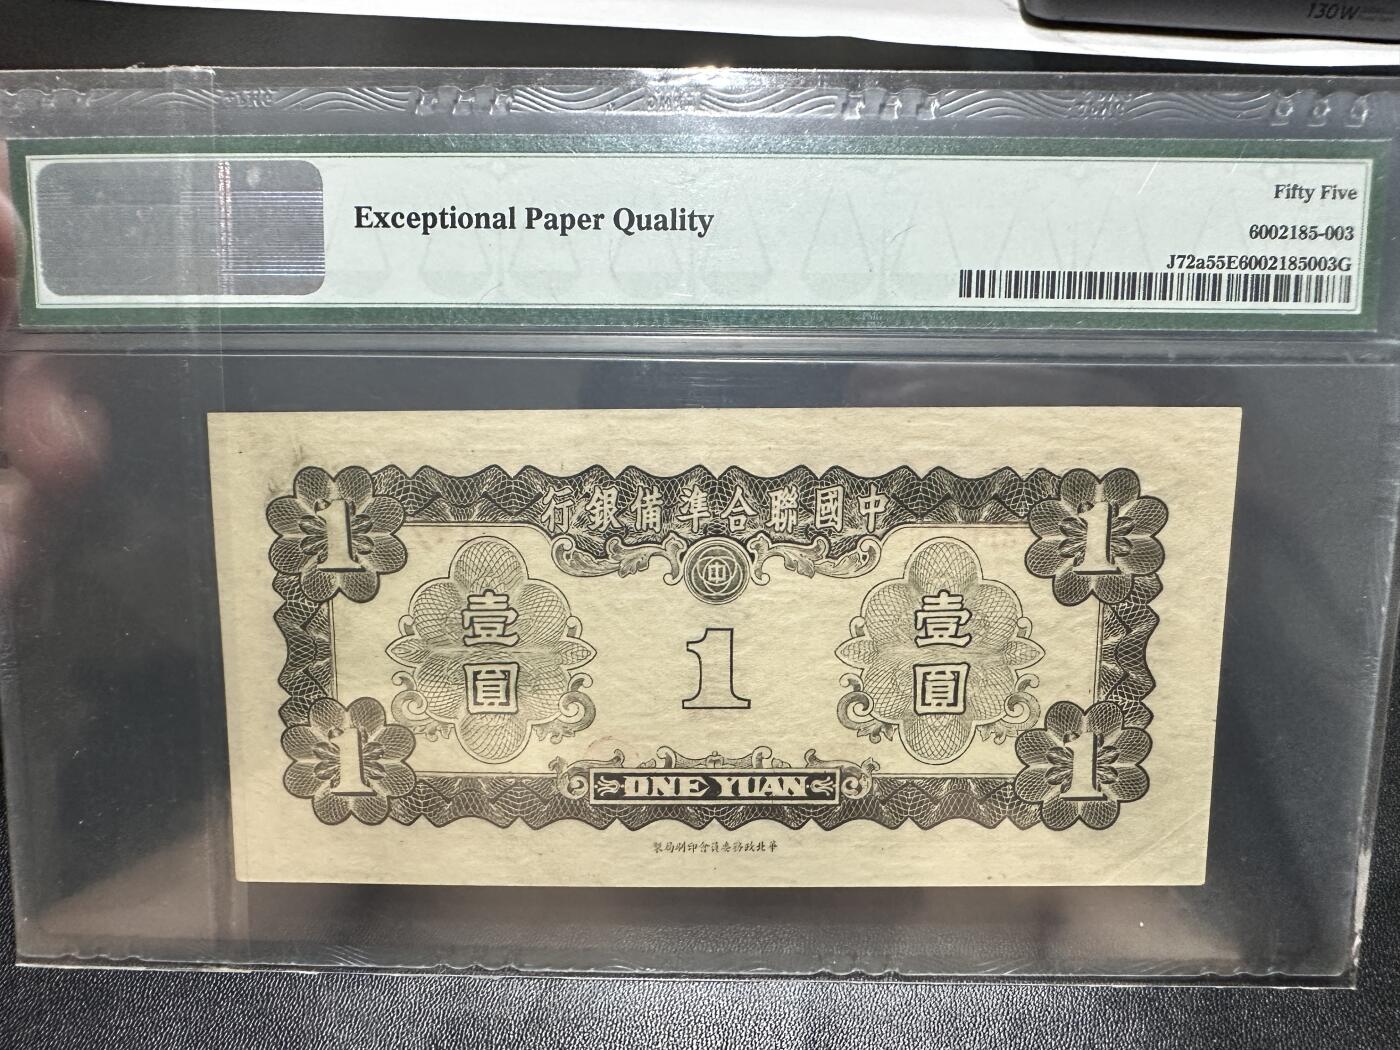 130W
Exceptional Paper Quality
Fifty Five
6002185-003
J72a55E6002185003G
行銀備準合聯國中
1
1
中
壹圓
1
壹圓
1
1
ONE YUAN
製局刷印會員委務政北華